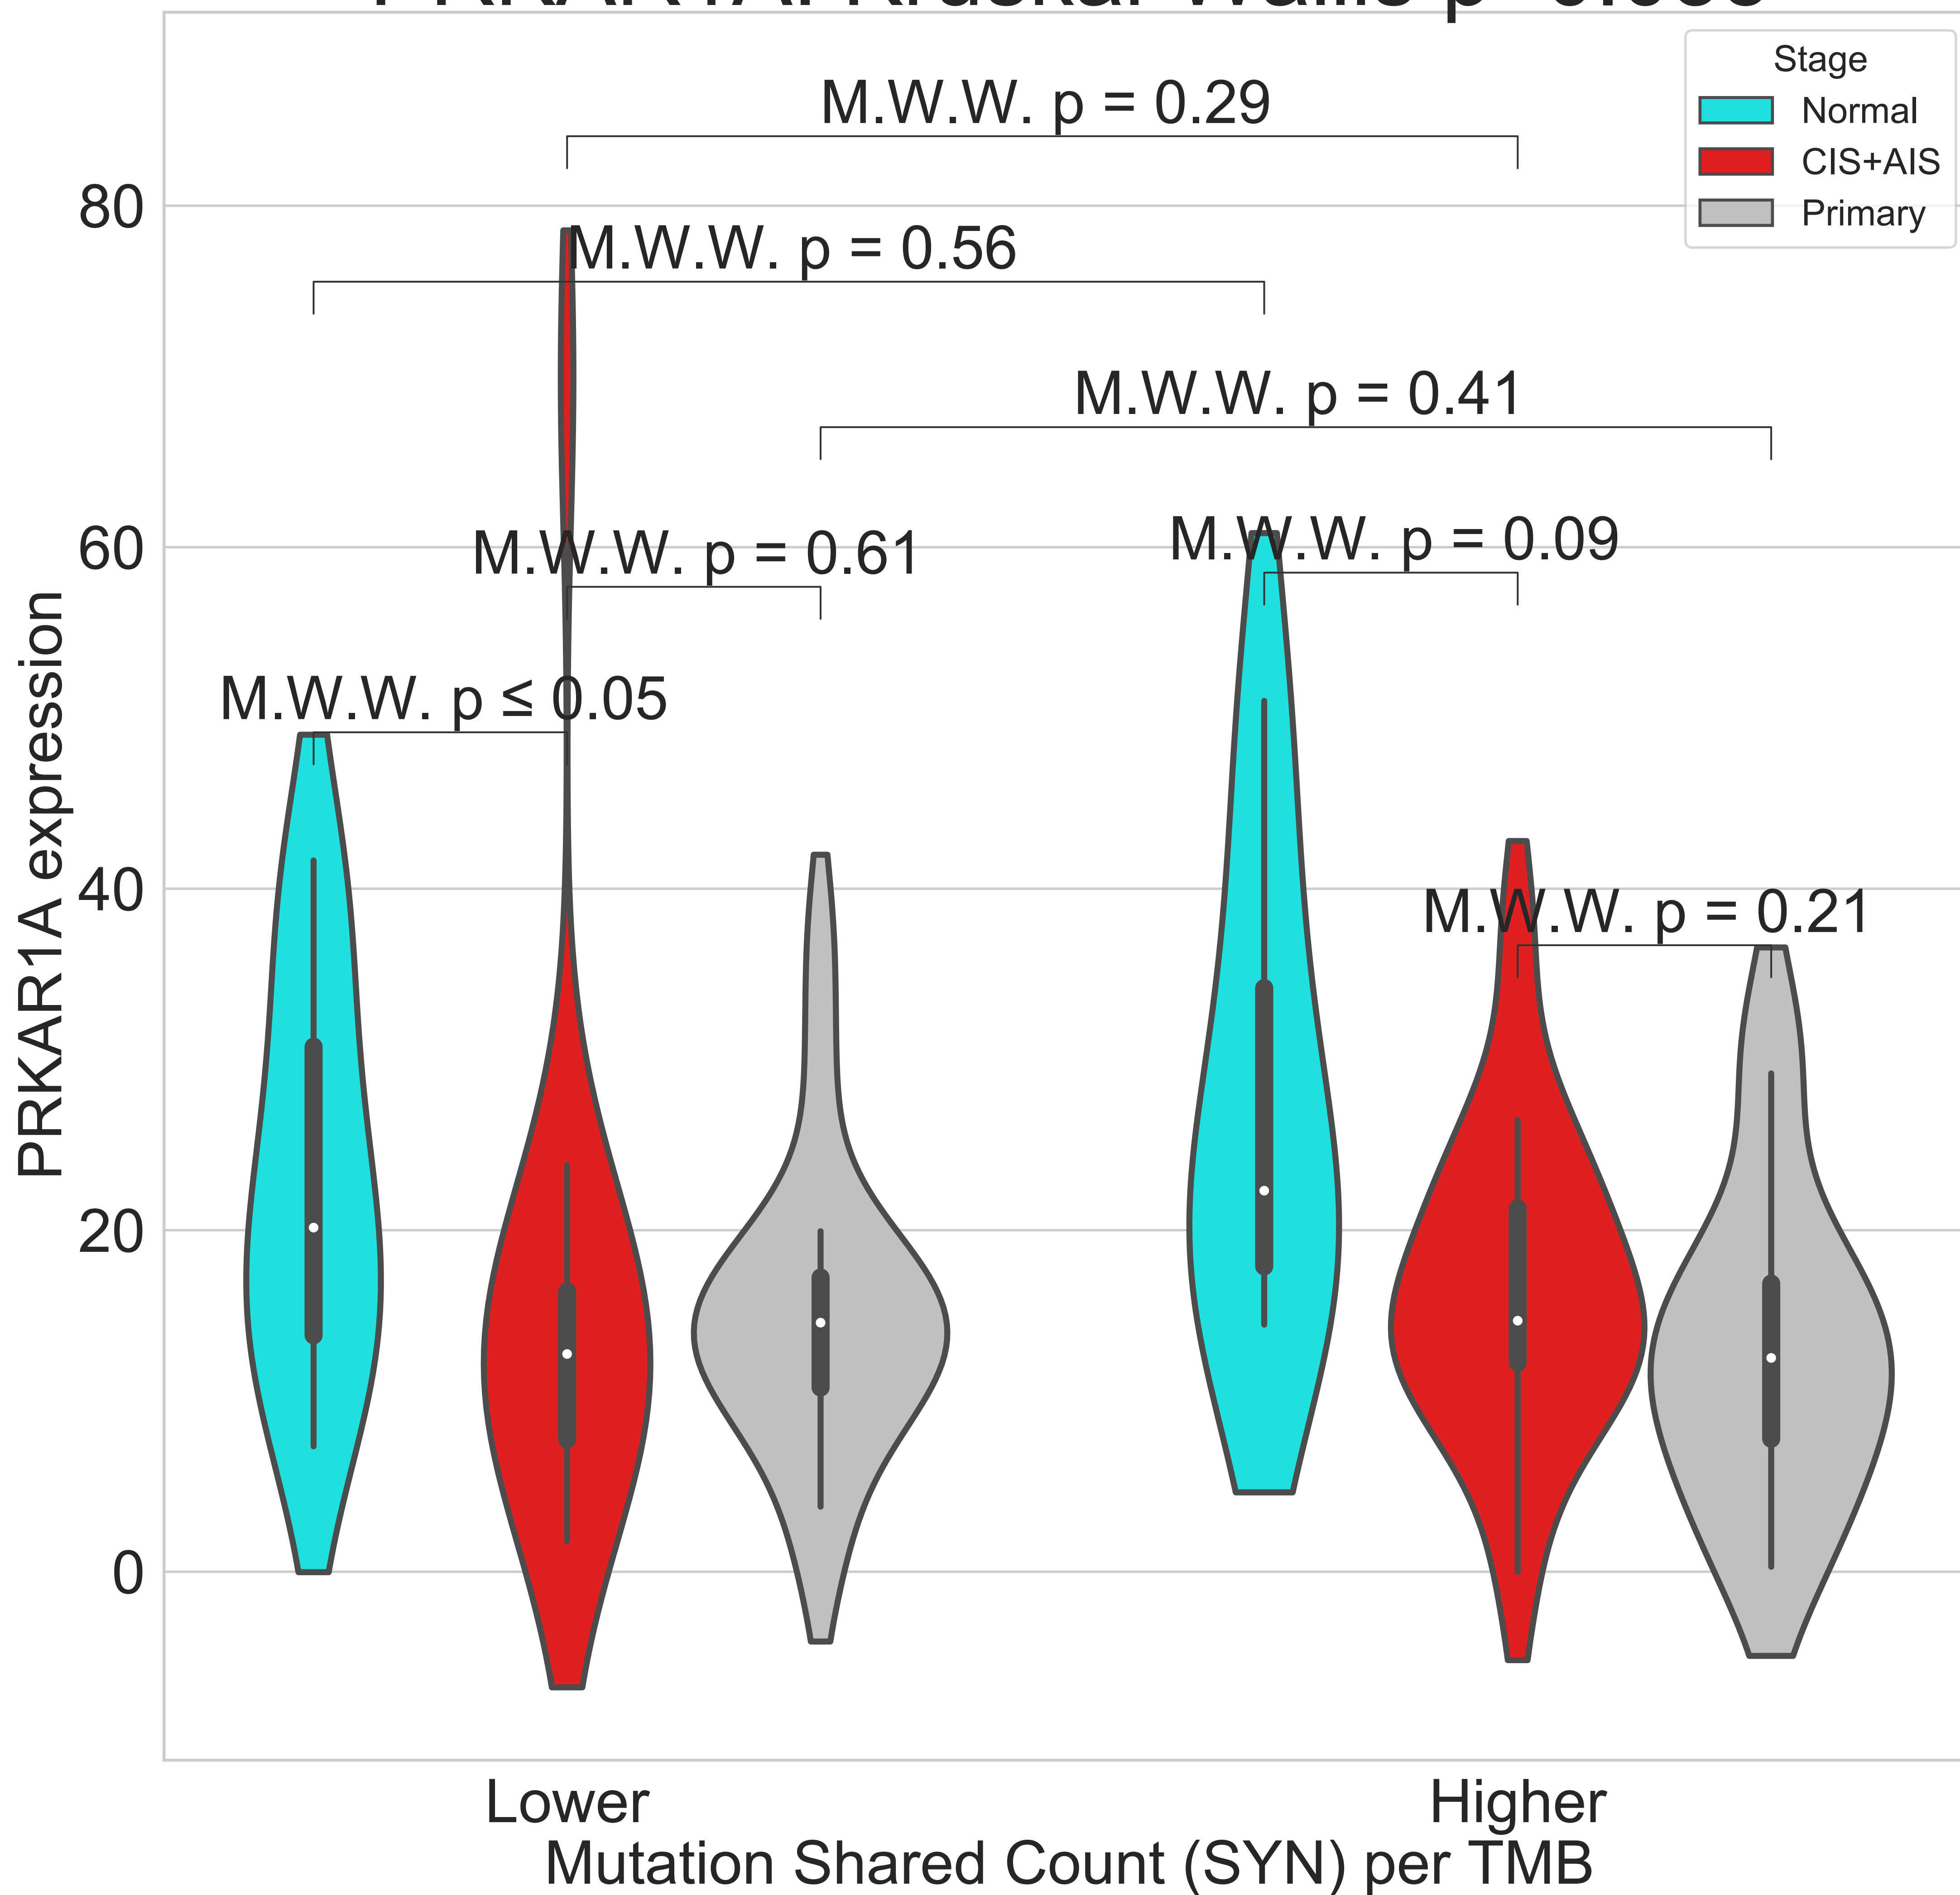 Stage
Normal
CIS+AIS
Primary
M.W.W. p = 0.29
80
M.W.W. p = 0.56
M.W.W. p = 0.41
60
M.W.W. p = 0.61
M.W.W. p = 0.09
M.W.W. p ≤ 0.05
PRKAR1A expression
40
M.W.W. p = 0.21
20
0
Lower
Higher
Mutation Shared Count (SYN) per TMB